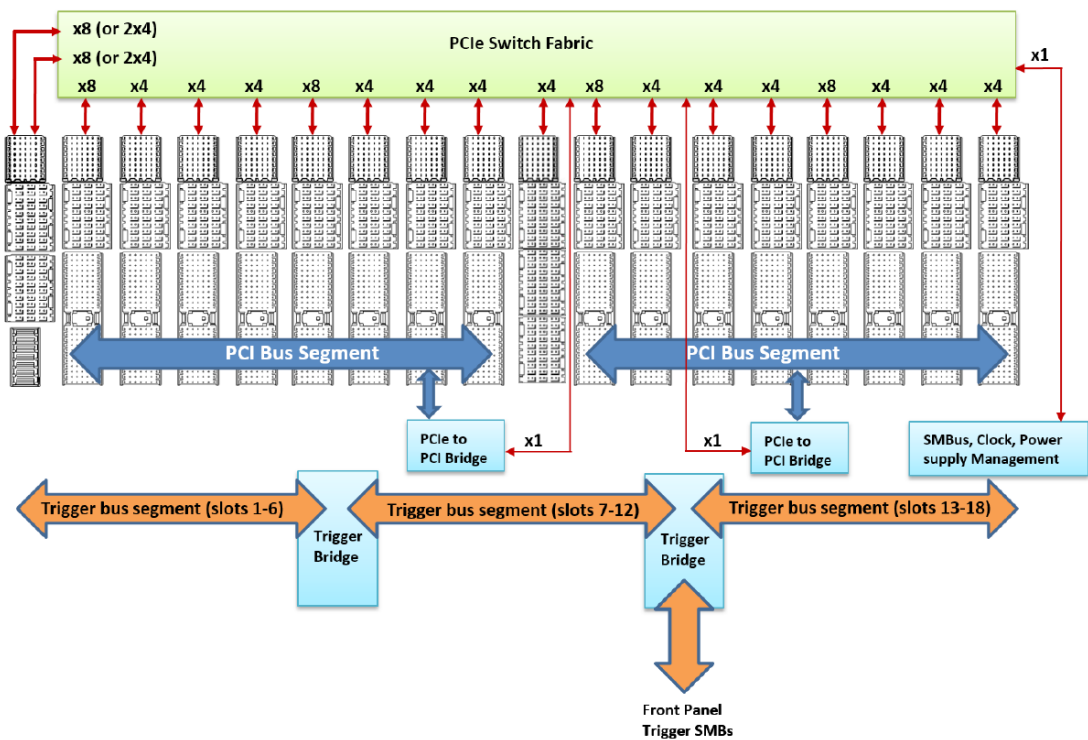 x8 (or 2x4)
PCIe Switch Fabric
x8 (or 2x4)
x1
x8 x4 x4 x4 x8 x4 x4 x4 x4 x8 x4 x4 x4 x8 x4 x4 x4
PCI Bus Segment
PCI Bus Segment
PCIe to
PCI Bridge
x1
x1
PCIe to
PCI Bridge
SMBus, Clock, Power
supply Management
Trigger bus segment (slots 1-6)
Trigger bus segment (slots 7-12)
Trigger bus segment (slots 13-18)
Trigger
Bridge
Trigger
Bridge
Front Panel
Trigger SMBs